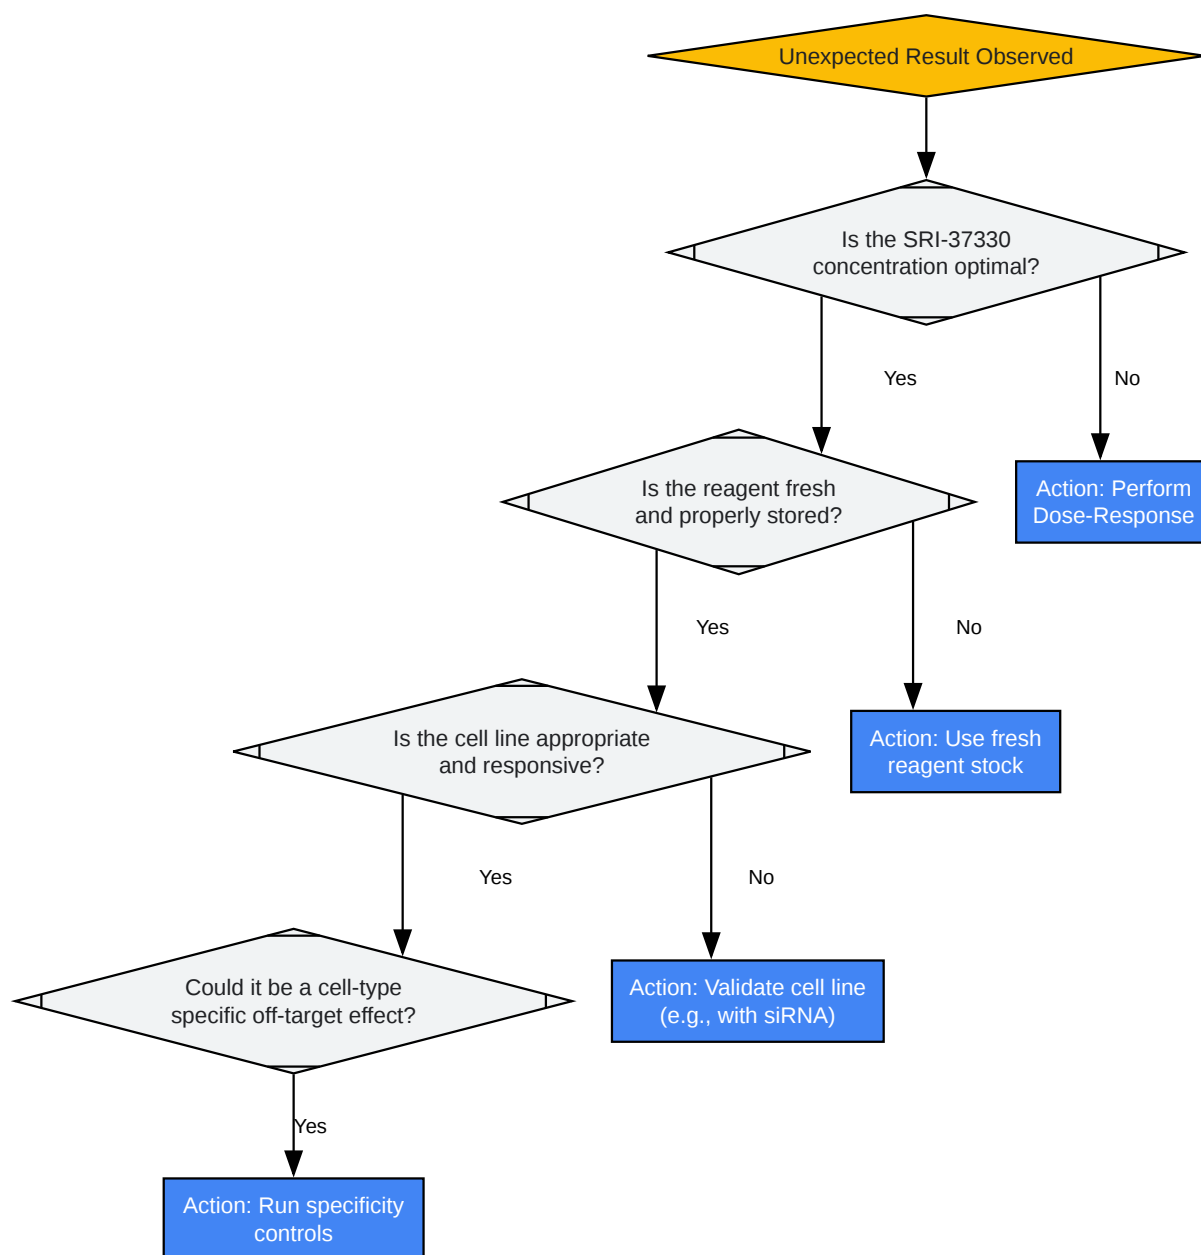 Unexpected Result Observed
Is the SRI-37330
concentration optimal?
Yes
No
Is the reagent fresh
and properly stored?
Action: Perform
Dose-Response
Yes
No
Is the cell line appropriate
and responsive?
Action: Use fresh
reagent stock
Yes
No
Could it be a cell-type
specific off-target effect?
Action: Validate cell line
(e.g., with siRNA)
Yes
Action: Run specificity
controls